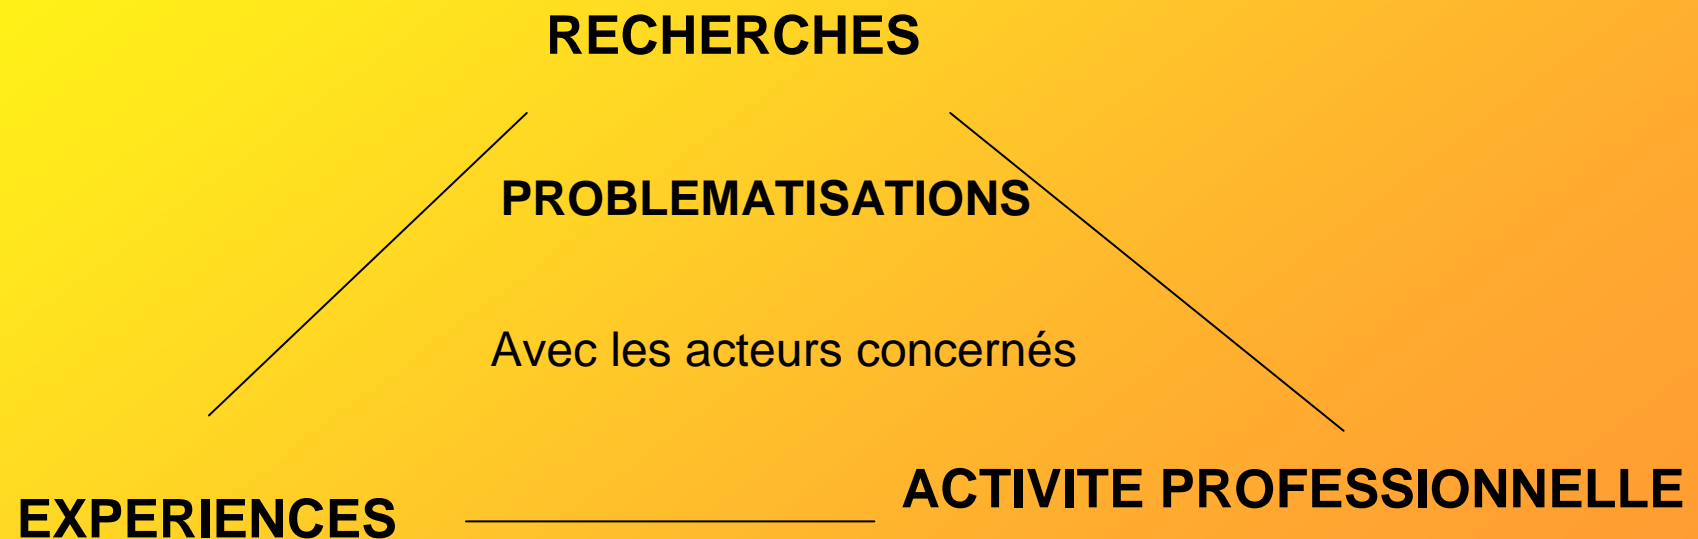 RECHERCHES
PROBLEMATISATIONS
Avec les acteurs concernés
ACTIVITE PROFESSIONNELLE
EXPERIENCES